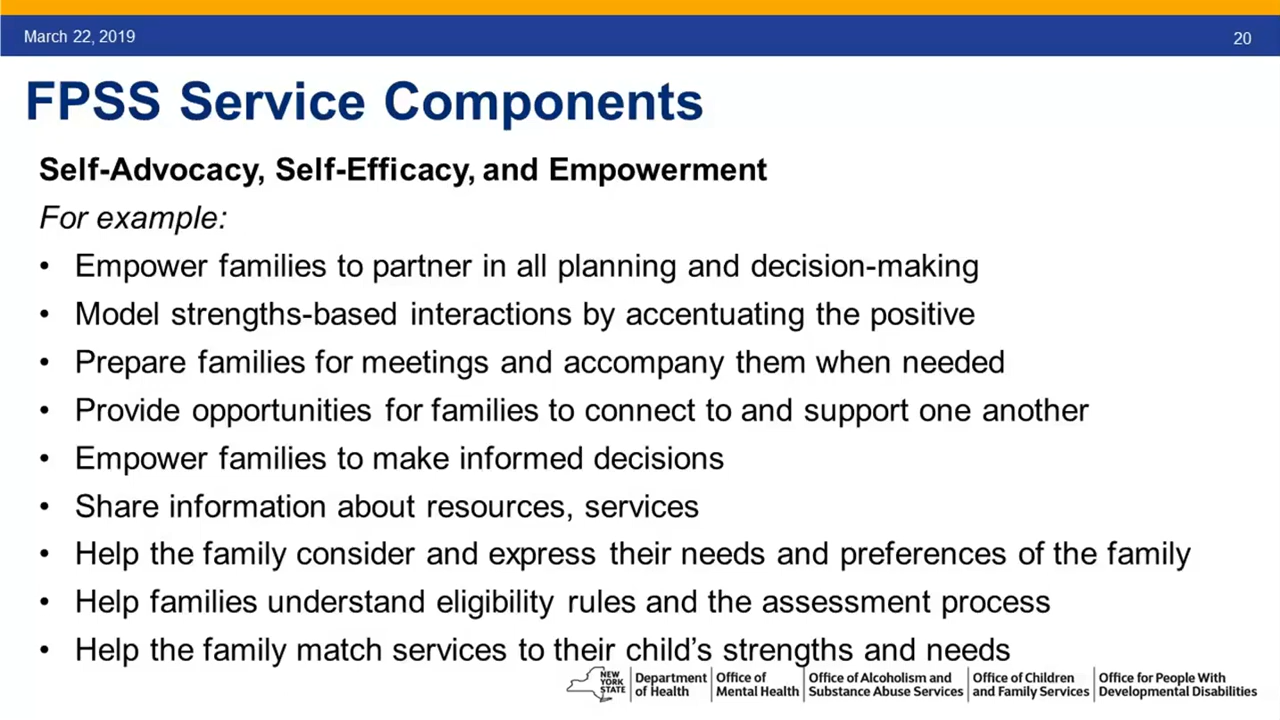 March 22, 2019
20
FPSS Service Components
Self-Advocacy, Self-Efficacy, and Empowerment
For example:
• Empower families to partner in all planning and decision-making
• Model strengths-based interactions by accentuating the positive
• Prepare families for meetings and accompany them when needed
• Provide opportunities for families to connect to and support one another
• Empower families to make informed decisions
• Share information about resources, services
• Help the family consider and express their needs and preferences of the family
• Help families understand eligibility rules and the assessment process
• Help the family match services to their child’s strengths and needs
NEW
YORK
STATE
Department
of Health
Office of
Mental Health
Office of Alcoholism and
Substance Abuse Services
Office of Children
and Family Services
Office for People With
Developmental Disabilities